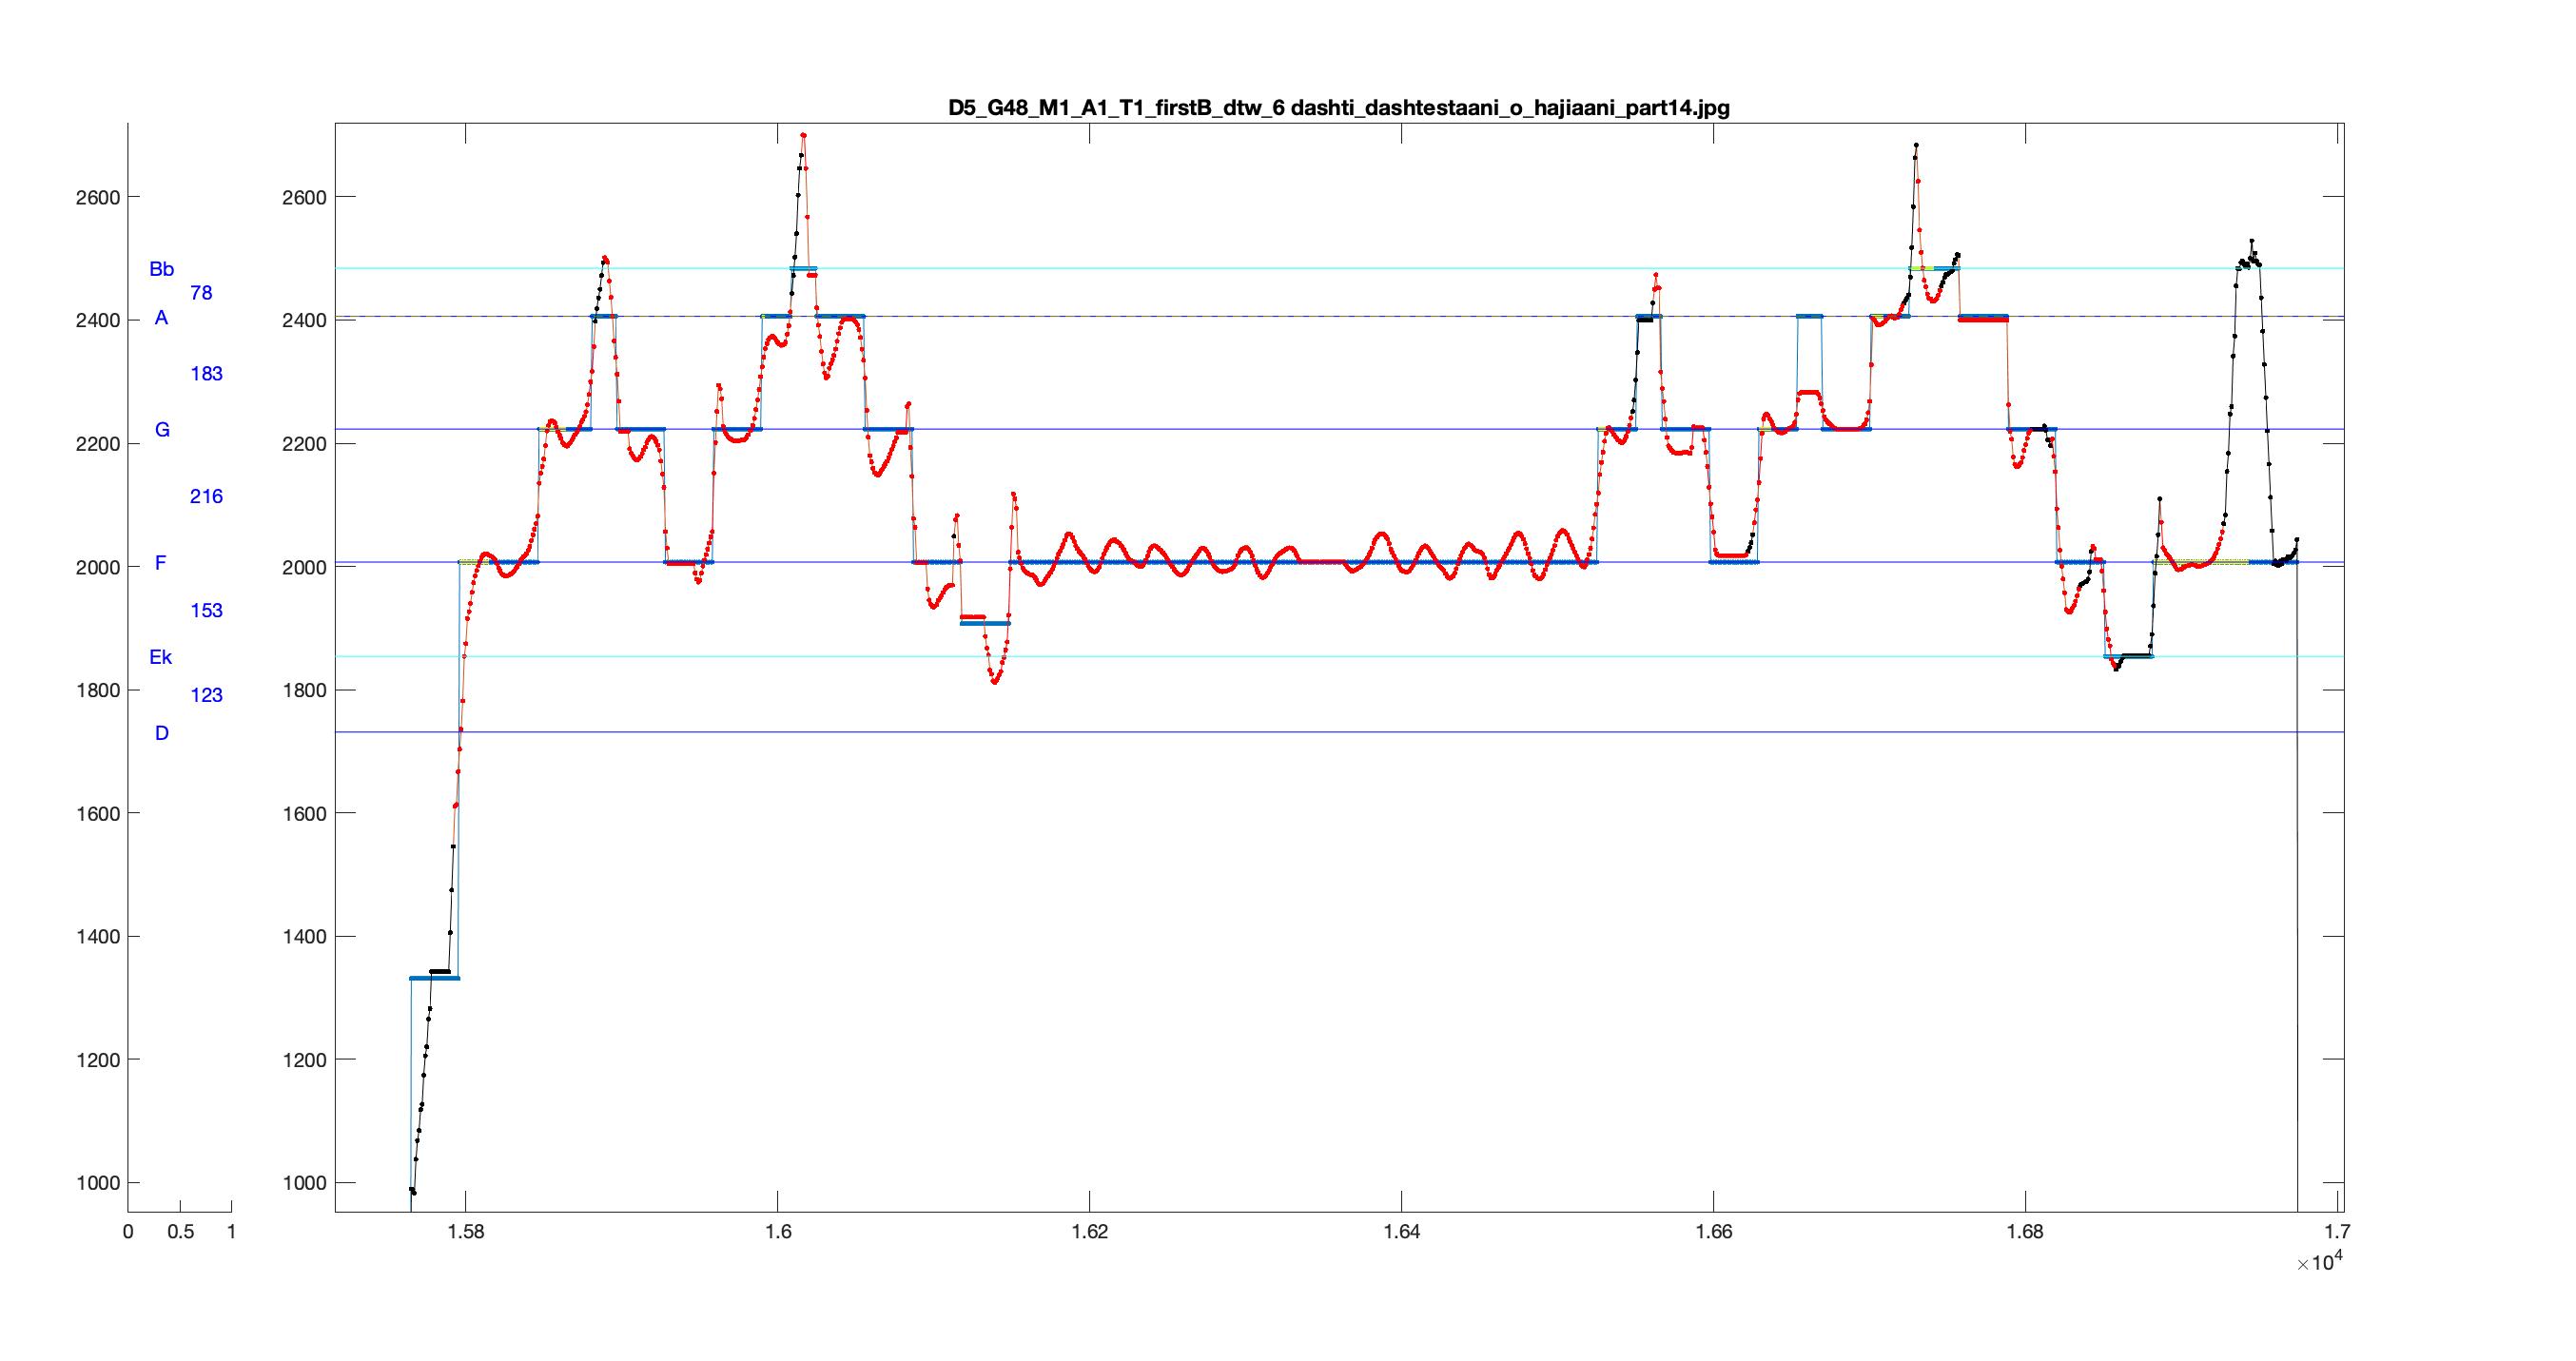 D5_G48_M1_A1_T1_firstB_dtw_6 dashti_dashtestaani_o_hajiaani_part14.jpg
2600 2600
Bb
78
2400 A 2400
183
2200 G 2200
216
2000 F 2000
153
Ek
1800 123 1800
D
1600 1600
1400 1400
1200 1200
1000 1000
0 0.5 1 1.58 1.6 1.62 1.64 1.66 1.68 1.7
×10⁴